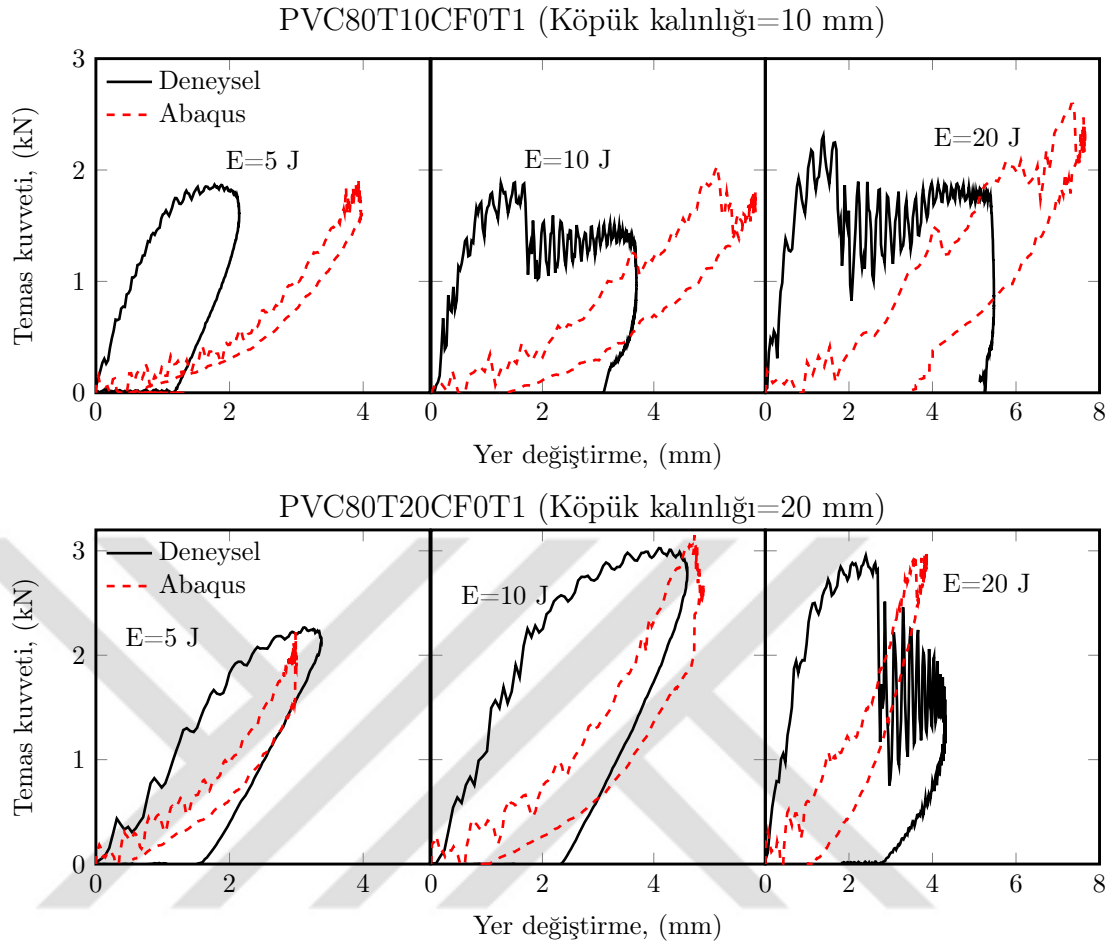 PVC80T10CF0T1 (Köpük kalınlığı=10 mm)
Temas kuvveti, (kN)
3
2
1
0
Deneysel
Abaqus
E=5 J
E=10 J
E=20 J
0 2 4 0 2 4 0 2 4 6 8
Yer değiştirme, (mm)
PVC80T20CF0T1 (Köpük kalınlığı=20 mm)
Temas kuvveti, (kN)
3
2
1
0
Deneysel
Abaqus
E=5 J
E=10 J
E=20 J
0 2 4 0 2 4 0 2 4 6 8
Yer değiştirme, (mm)